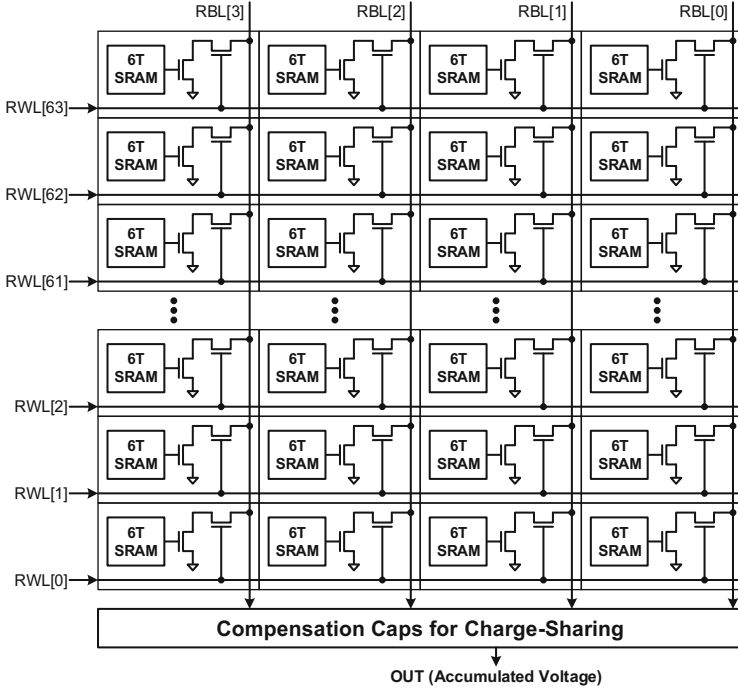 RBL[3] RBL[2] RBL[1] RBL[0]
6T SRAM 6T SRAM 6T SRAM 6T SRAM
RWL[63]
6T SRAM 6T SRAM 6T SRAM 6T SRAM
RWL[62]
6T SRAM 6T SRAM 6T SRAM 6T SRAM
RWL[61]
6T SRAM 6T SRAM 6T SRAM 6T SRAM
RWL[2]
6T SRAM 6T SRAM 6T SRAM 6T SRAM
RWL[1]
6T SRAM 6T SRAM 6T SRAM 6T SRAM
RWL[0]
Compensation Caps for Charge-Sharing
OUT (Accumulated Voltage)